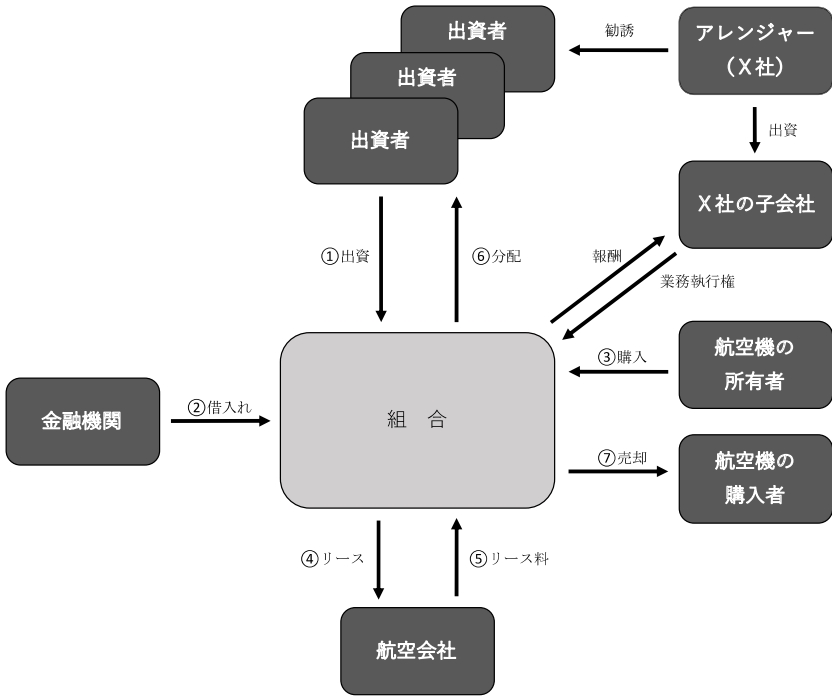 出資者
出資者
出資者
勧誘
アレンジャー
（X社）
出資
X社の子会社
①出資
⑥分配
報酬
業務執行権
③購入
航空機の
所有者
金融機関
②借入れ
組　合
⑦売却
航空機の
購入者
④リース
⑤リース料
航空会社